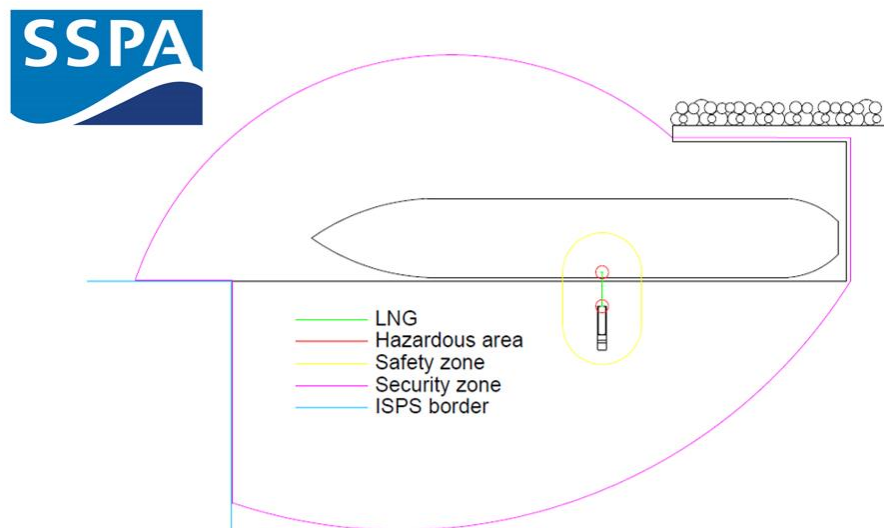 SSPA
LNG
Hazardous area
Safety zone
Security zone
ISPS border